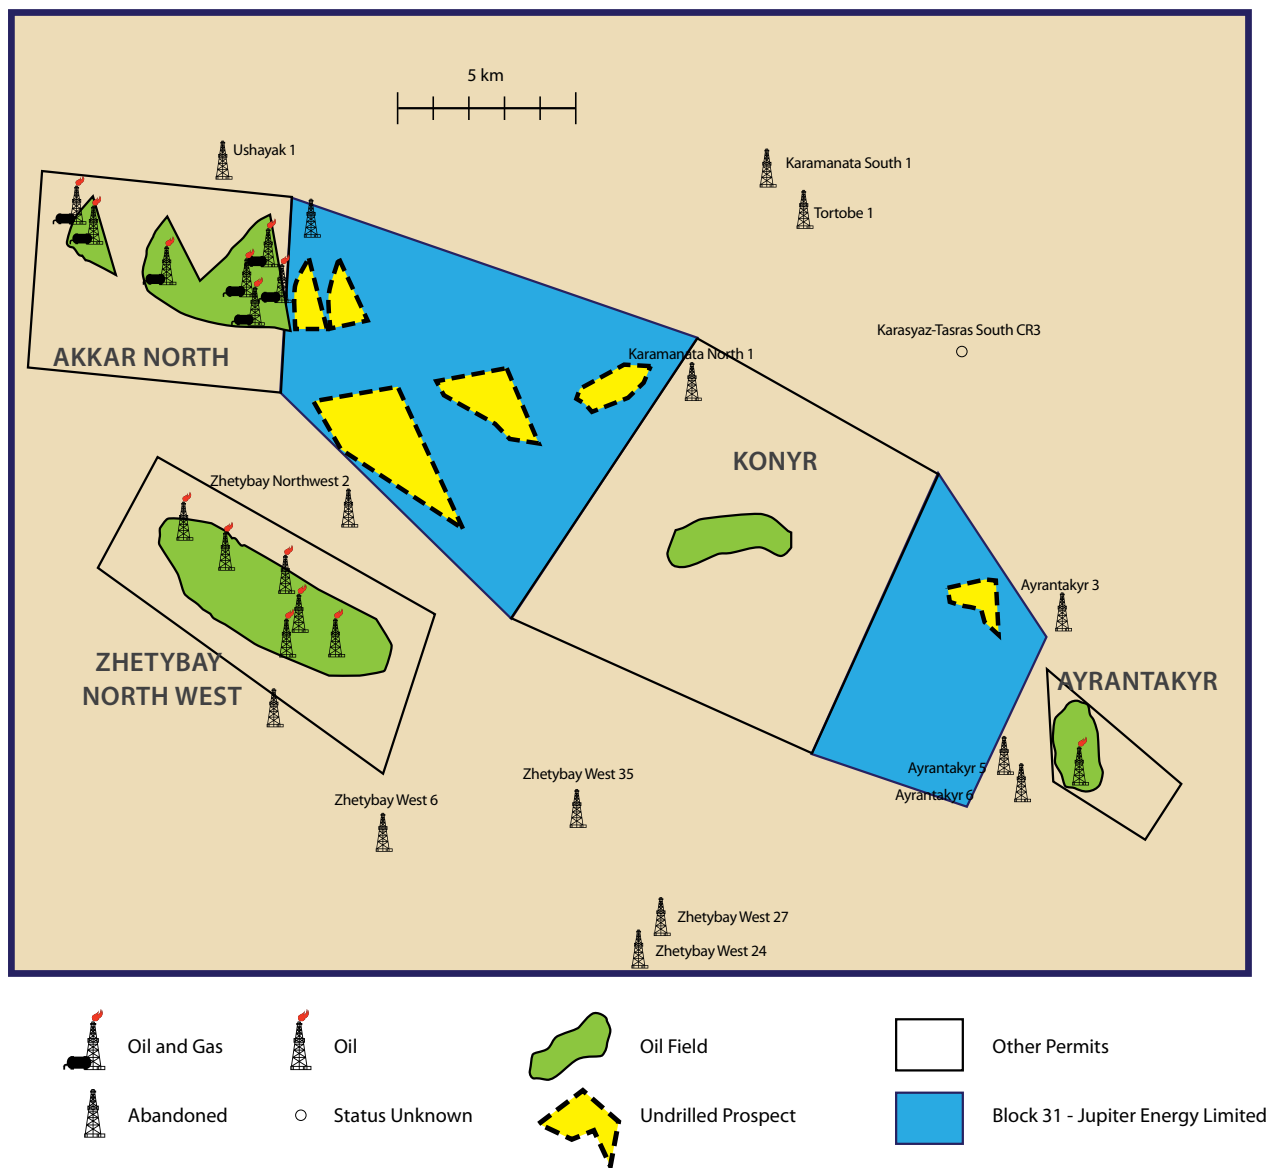 5 km
Ushayak 1
Karamanata South 1
Tortobe 1
Karasyaz-Tasras South CR3
AKKAR NORTH
Karamanata North 1
KONYR
Zhetybay Northwest 2
Ayrantakyr 3
ZHETYBAY
NORTH WEST
AYRANTAKYR
Ayrantakyr 5
Ayrantakyr 6
Zhetybay West 35
Zhetybay West 6
Zhetybay West 27
Zhetybay West 24
Oil and Gas
Oil
Oil Field
Other Permits
Abandoned
Status Unknown
Undrilled Prospect
Block 31 - Jupiter Energy Limited